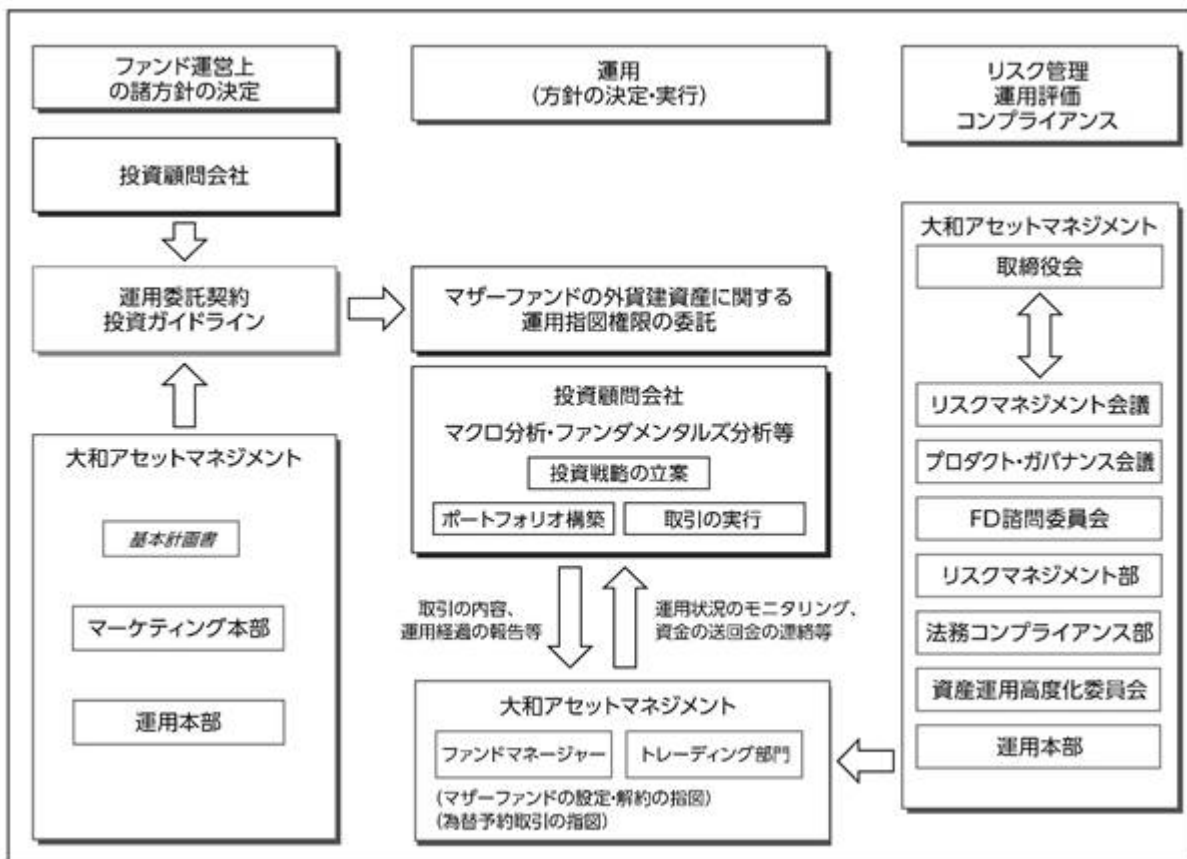 ファンド運営上
の諸方針の決定
投資顧問会社
運用委託契約
投資ガイドライン
大和アセットマネジメント
基本計画書
マーケティング本部
運用本部
運用
(方針の決定・実行)
マザーファンドの外貨建資産に関する
運用指図権限の委託
投資顧問会社
マクロ分析・ファンダメンタルズ分析等
投資戦略の立案
ポートフォリオ構築
取引の実行
取引の内容、
運用経過の報告等
運用状況のモニタリング、
資金の送回金の連絡等
大和アセットマネジメント
ファンドマネージャー
トレーディング部門
(マザーファンドの設定・解約の指図)
(為替予約取引の指図)
リスク管理
運用評価
コンプライアンス
大和アセットマネジメント
取締役会
リスクマネジメント会議
プロダクト・ガバナンス会議
FD諮問委員会
リスクマネジメント部
法務コンプライアンス部
資産運用高度化委員会
運用本部